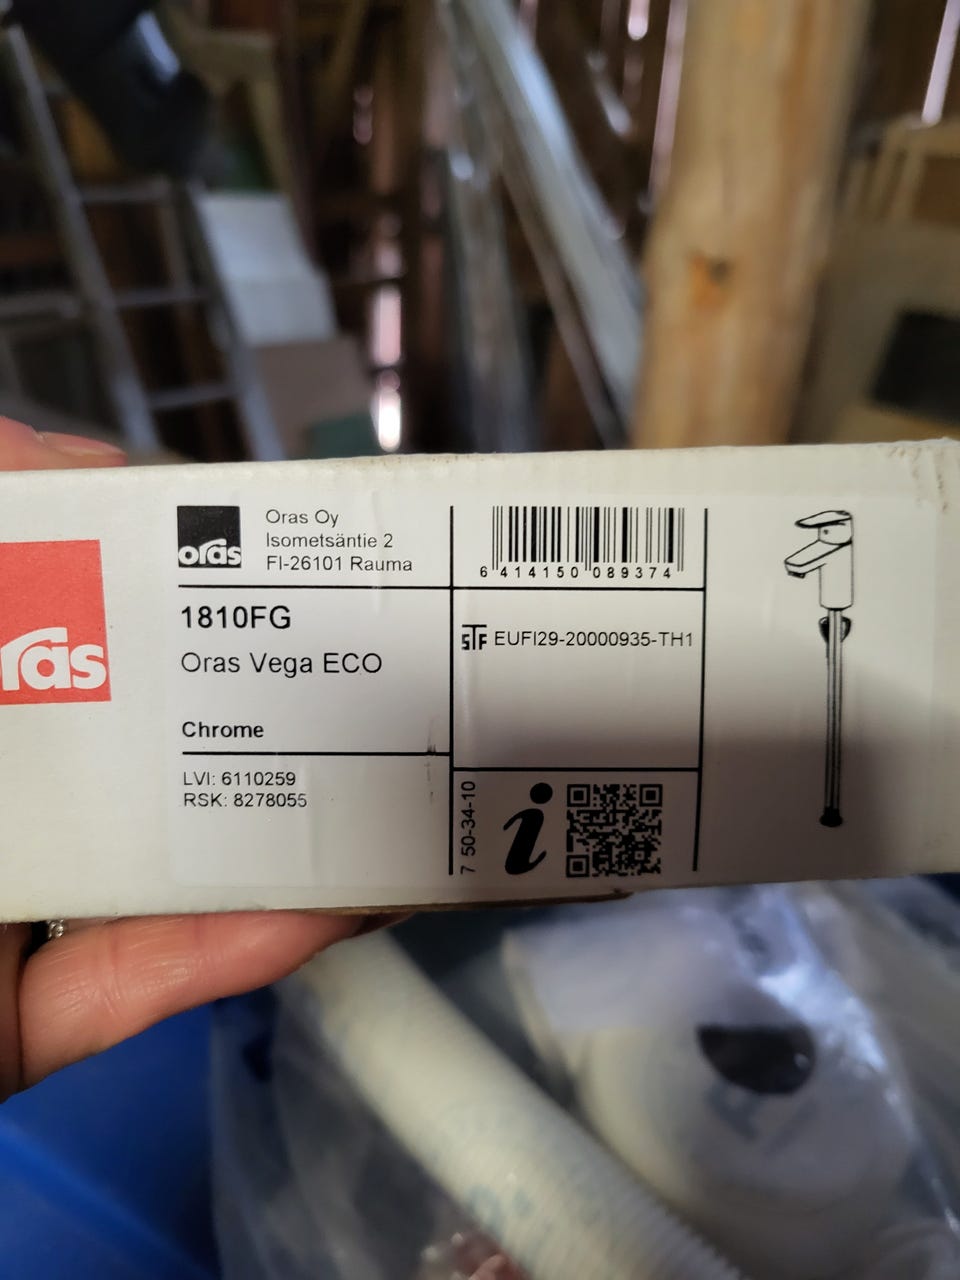 oras
oras
Oras Oy
Isometsäntie 2
FI-26101 Rauma
6 414150 089374
1810FG
Oras Vega ECO
Chrome
LVI: 6110259
RSK: 8278055
STF EUFI29-20000935-TH1
7 50-34-10
i